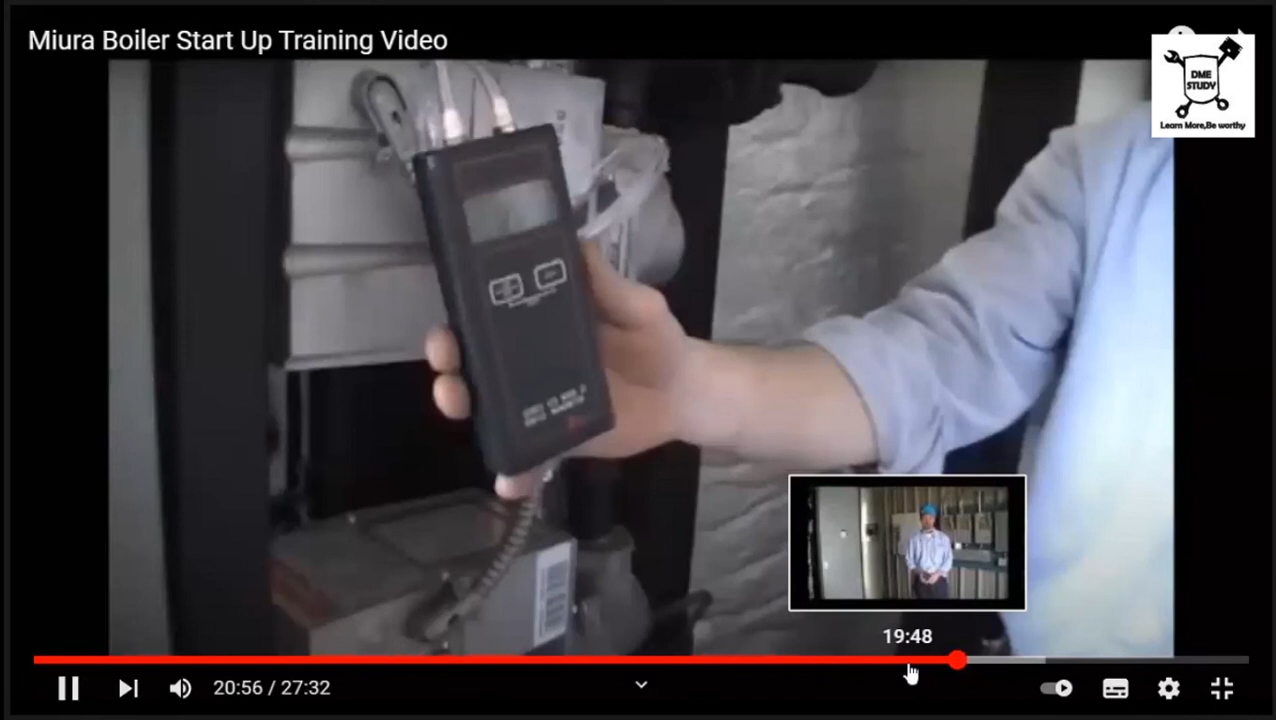 Miura Boiler Start Up Training Video
DME
STUDY
Learn More,Be worthy
19:48
20:56 / 27:32